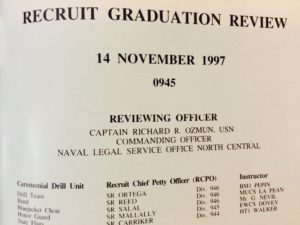 RECRUIT GRADUATION REVIEW
14 NOVEMBER 1997
0945
REVIEWING OFFICER
CAPTAIN RICHARD R. OZMUN, USN
COMMANDING OFFICER
NAVAL LEGAL SERVICE OFFICE NORTH CENTRAL
Ceremonial Drill Unit Recruit Chief Petty Officer (RCPO) Instructor
Drill Team SR ORTEGA Div. 946 BM1 PEPIN
Band SR REED Div. 946 MUCS LA PEAN
Bluejacket Choir SR SALAL Div. 945 Mr. G. NEVIL
Honor Guard SR MALLALLY Div. 944 EWCS DOVEY
State Flags SR CARRIKER HT1 WALKER